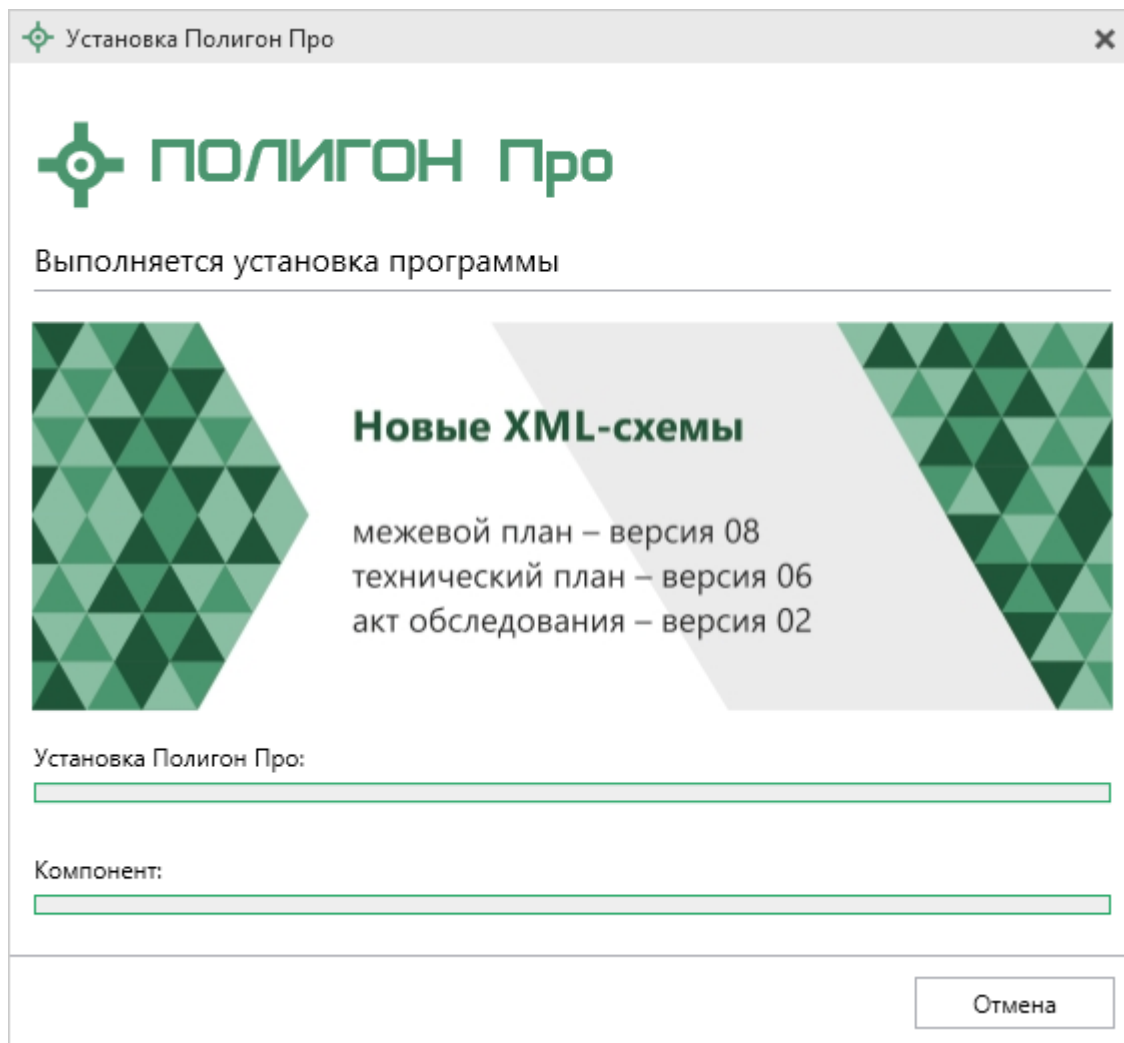 Установка Полигон Про
ПОЛИГОН Про
Выполняется установка программы
Новые XML-схемы
межевой план – версия 08
технический план – версия 06
акт обследования – версия 02
Установка Полигон Про:
Компонент:
Отмена